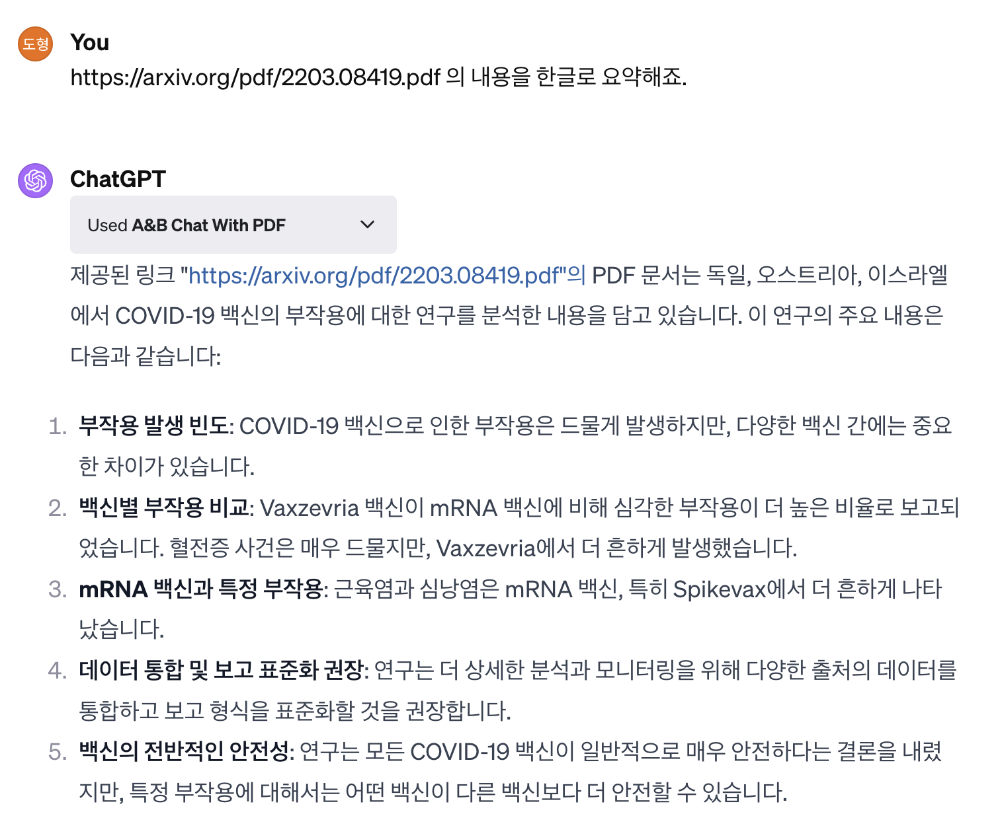 도형
You
https://arxiv.org/pdf/2203.08419.pdf 의 내용을 한글로 요약해죠.
ChatGPT
Used A&B Chat With PDF
제공된 링크 "https://arxiv.org/pdf/2203.08419.pdf"의 PDF 문서는 독일, 오스트리아, 이스라엘
에서 COVID-19 백신의 부작용에 대한 연구를 분석한 내용을 담고 있습니다. 이 연구의 주요 내용은
다음과 같습니다:
1. 부작용 발생 빈도: COVID-19 백신으로 인한 부작용은 드물게 발생하지만, 다양한 백신 간에는 중요
한 차이가 있습니다.
2. 백신별 부작용 비교: Vaxzevria 백신이 mRNA 백신에 비해 심각한 부작용이 더 높은 비율로 보고되
었습니다. 혈전증 사건은 매우 드물지만, Vaxzevria에서 더 흔하게 발생했습니다.
3. mRNA 백신과 특정 부작용: 근육염과 심낭염은 mRNA 백신, 특히 Spikevax에서 더 흔하게 나타
났습니다.
4. 데이터 통합 및 보고 표준화 권장: 연구는 더 상세한 분석과 모니터링을 위해 다양한 출처의 데이터를
통합하고 보고 형식을 표준화할 것을 권장합니다.
5. 백신의 전반적인 안전성: 연구는 모든 COVID-19 백신이 일반적으로 매우 안전하다는 결론을 내렸
지만, 특정 부작용에 대해서는 어떤 백신이 다른 백신보다 더 안전할 수 있습니다.